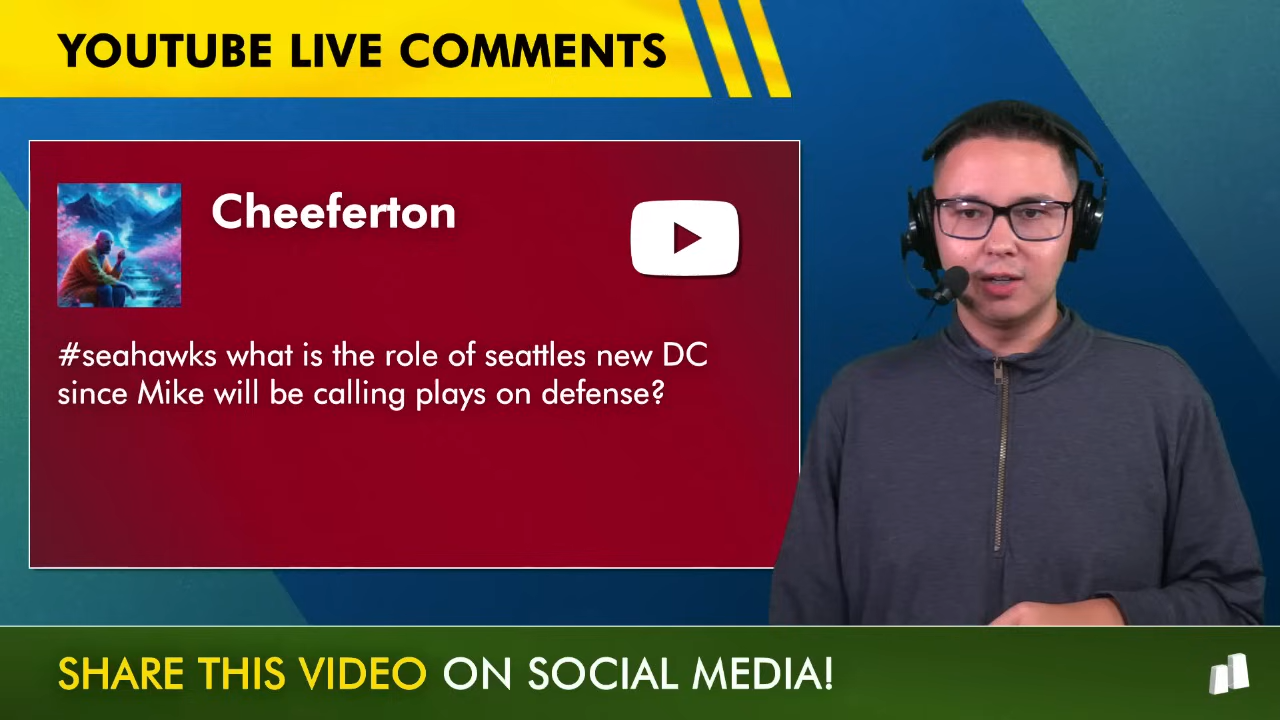 YOUTUBE LIVE COMMENTS
Cheeferton
#seahawks what is the role of seattles new DC
since Mike will be calling plays on defense?
SHARE THIS VIDEO ON SOCIAL MEDIA!